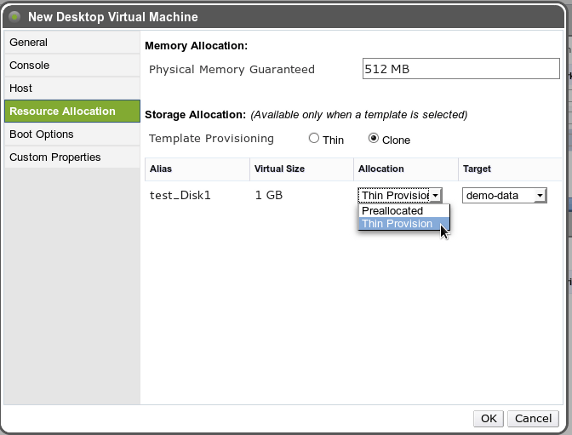 New Desktop Virtual Machine
General
Console
Host
Resource Allocation
Boot Options
Custom Properties
Memory Allocation:
Physical Memory Guaranteed 512 MB
Storage Allocation: (Available only when a template is selected)
Template Provisioning Thin Clone
Alias Virtual Size Allocation Target
test_Disk1 1 GB Thin Provision demo-data
Preallocated
Thin Provision
OK Cancel